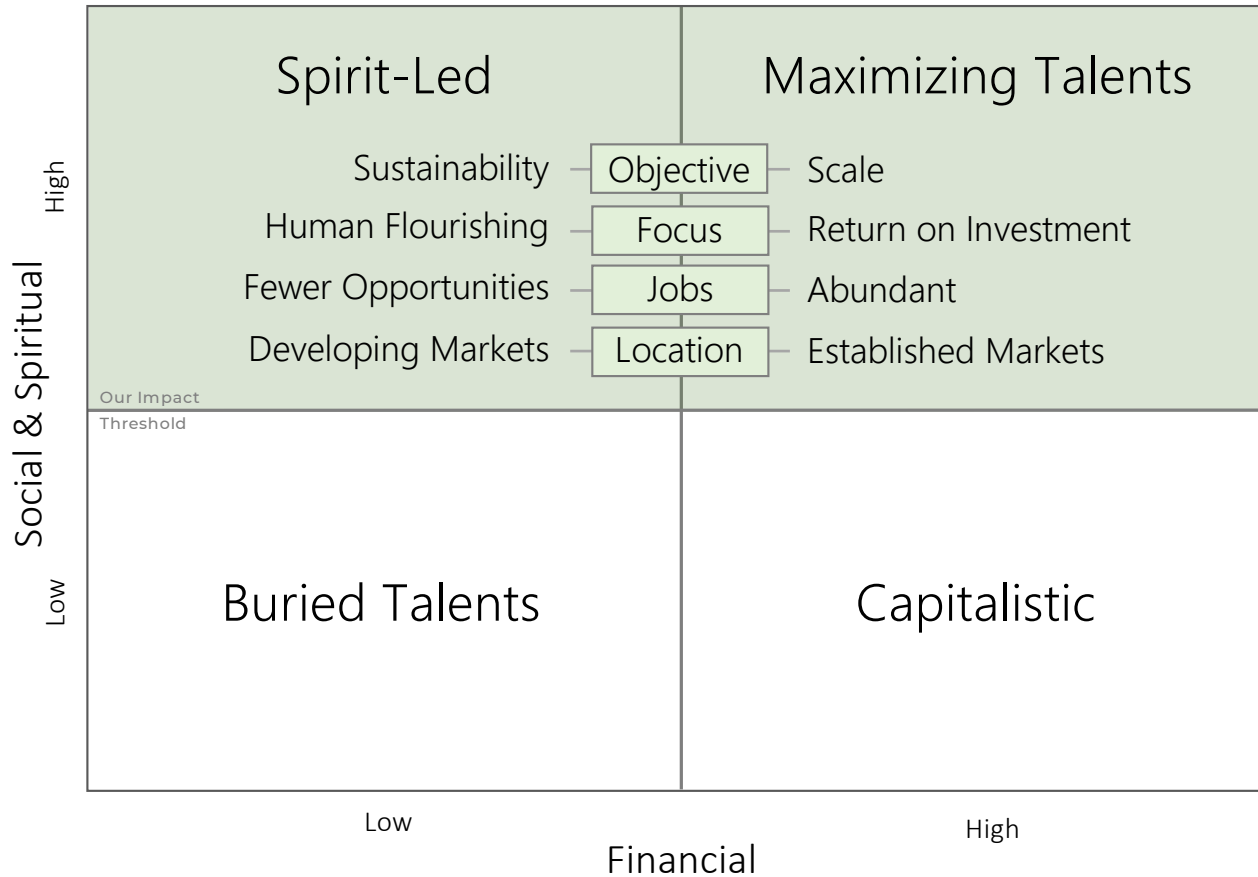 Spirit-Led
Maximizing Talents
Sustainability Objective Scale
Human Flourishing Focus Return on Investment
Fewer Opportunities Jobs Abundant
Developing Markets Location Established Markets
Our Impact
Threshold
High
Social & Spiritual
Low
Buried Talents
Capitalistic
Low
High
Financial